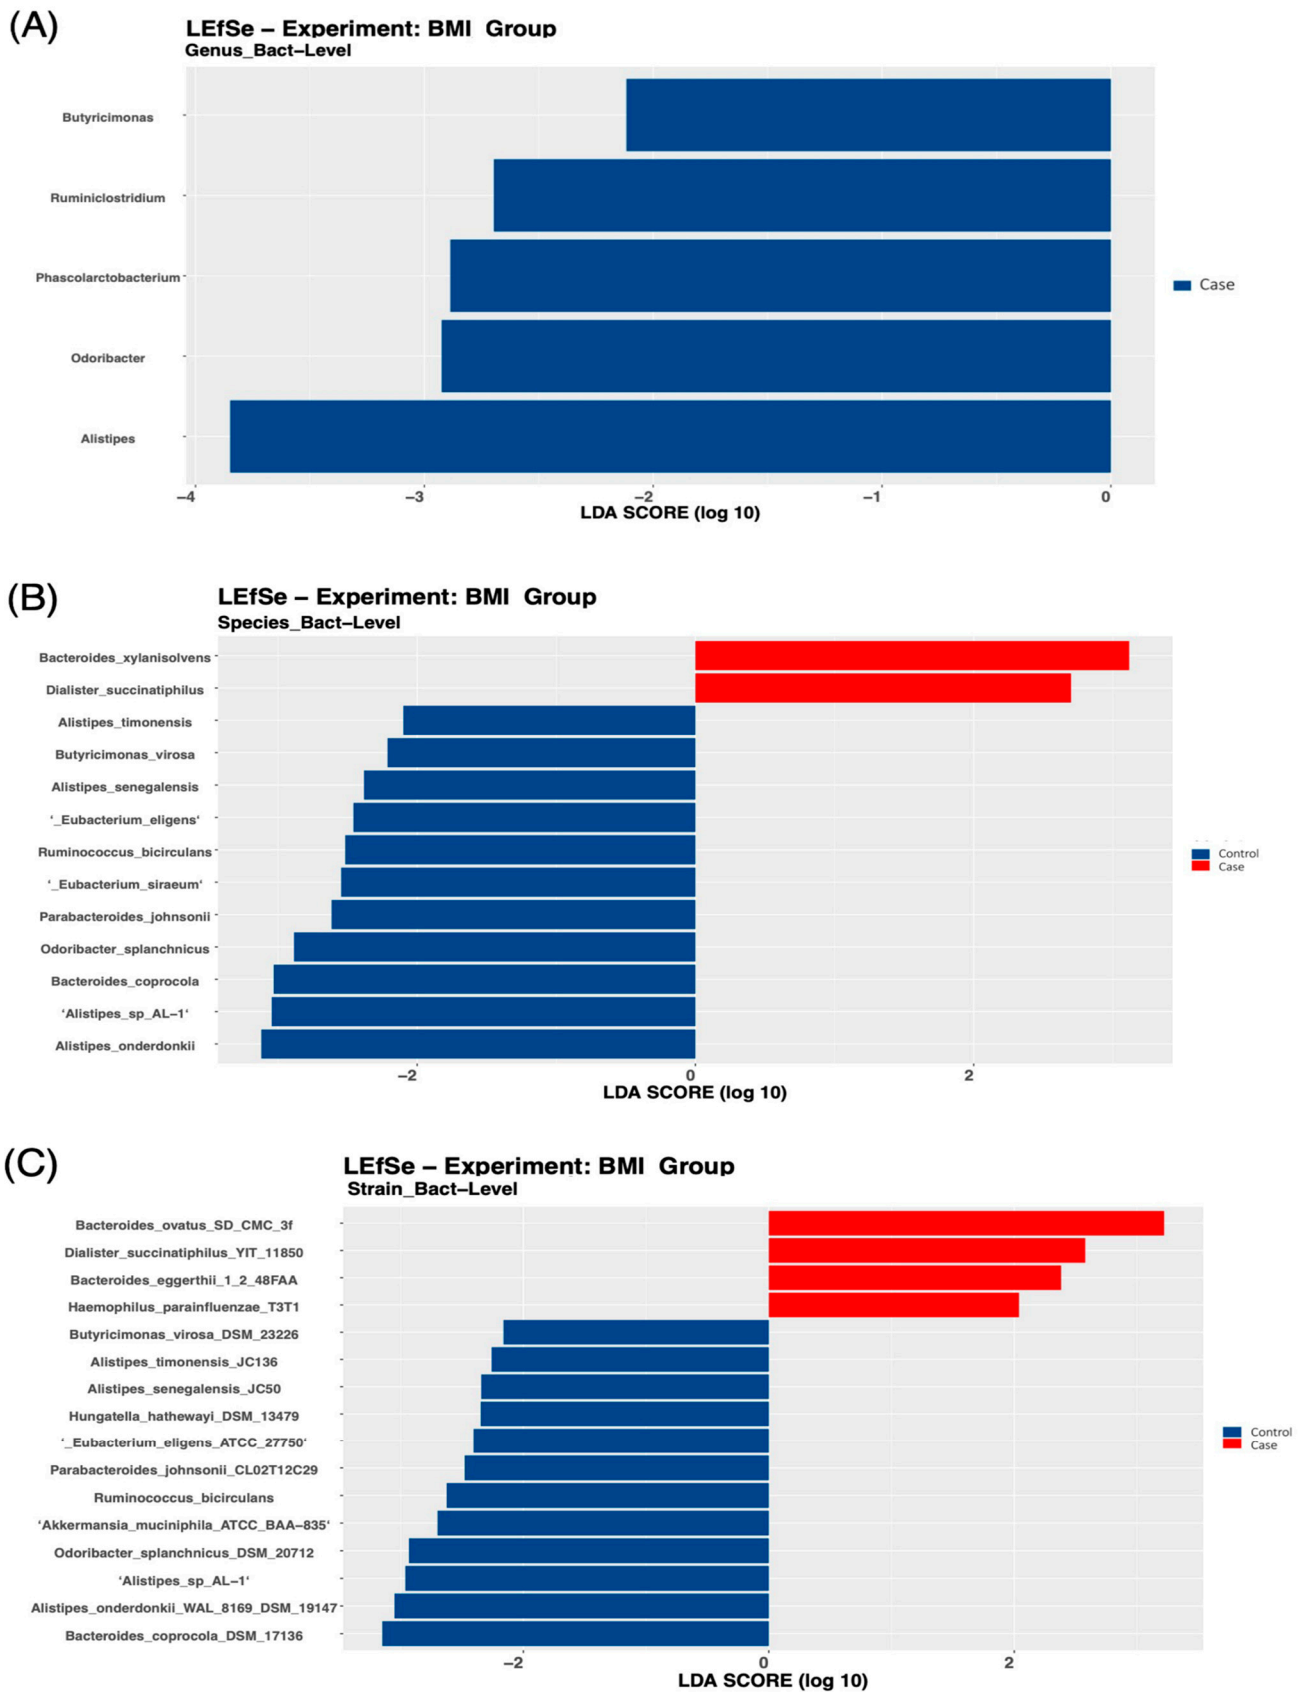 (A)
LEfSe – Experiment: BMI Group
Genus_Bact–Level
Butyricimonas
Ruminiclostridium
Phascolarctobacterium
Odoribacter
Alistipes
Case
–4 –3 –2 –1 0
LDA SCORE (log 10)
(B)
LEfSe – Experiment: BMI Group
Species_Bact–Level
Bacteroides_xylanisolvens
Dialister_succinatiphilus
Alistipes_timonensis
Butyricimonas_virosa
Alistipes_senegalensis
‘_Eubacterium_eligens‘
Ruminococcus_bicirculans
‘_Eubacterium_siraeum‘
Parabacteroides_johnsonii
Odoribacter_splanchnicus
Bacteroides_coprocola
‘Alistipes_sp_AL–1‘
Alistipes_onderdonkii
Control
Case
–2 0 2
LDA SCORE (log 10)
(C)
LEfSe – Experiment: BMI Group
Strain_Bact–Level
Bacteroides_ovatus_SD_CMC_3f
Dialister_succinatiphilus_YIT_11850
Bacteroides_eggerthii_1_2_48FAA
Haemophilus_parainfluenzae_T3T1
Butyricimonas_virosa_DSM_23226
Alistipes_timonensis_JC136
Alistipes_senegalensis_JC50
Hungatella_hathewayi_DSM_13479
‘_Eubacterium_eligens_ATCC_27750‘
Parabacteroides_johnsonii_CL02T12C29
Ruminococcus_bicirculans
‘Akkermansia_muciniphila_ATCC_BAA–835‘
Odoribacter_splanchnicus_DSM_20712
‘Alistipes_sp_AL–1‘
Alistipes_onderdonkii_WAL_8169_DSM_19147
Bacteroides_coprocola_DSM_17136
Control
Case
–2 0 2
LDA SCORE (log 10)